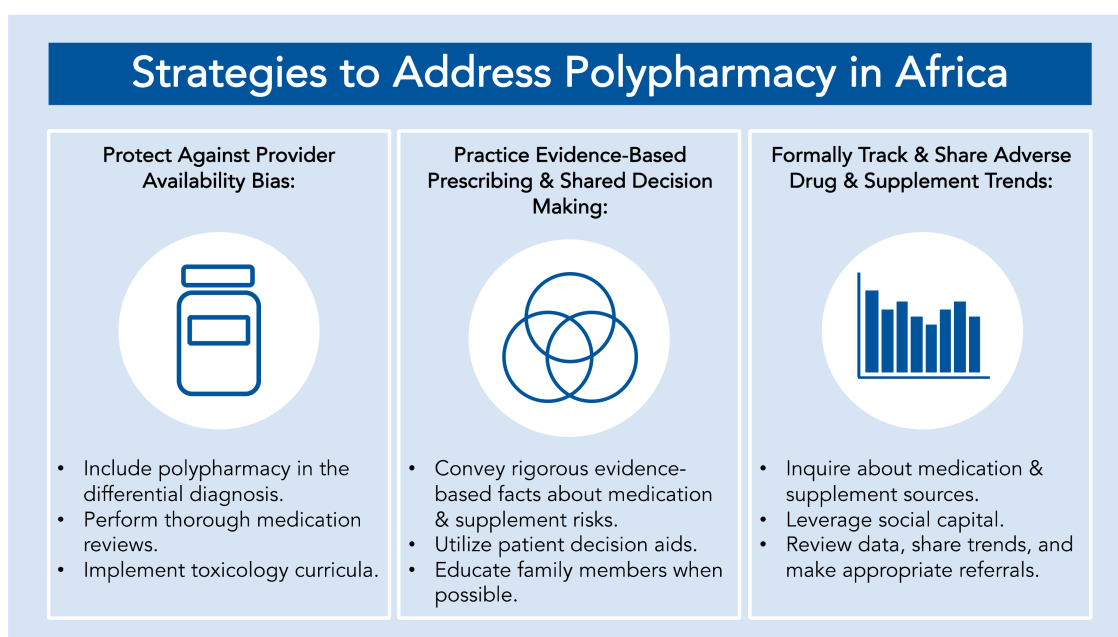 Strategies to Address Polypharmacy in Africa
Protect Against Provider
Availability Bias:
• Include polypharmacy in the
differential diagnosis.
• Perform thorough medication
reviews.
• Implement toxicology curricula.
Practice Evidence-Based
Prescribing & Shared Decision
Making:
• Convey rigorous evidence-
based facts about medication
& supplement risks.
• Utilize patient decision aids.
• Educate family members when
possible.
Formally Track & Share Adverse
Drug & Supplement Trends:
• Inquire about medication &
supplement sources.
• Leverage social capital.
• Review data, share trends, and
make appropriate referrals.